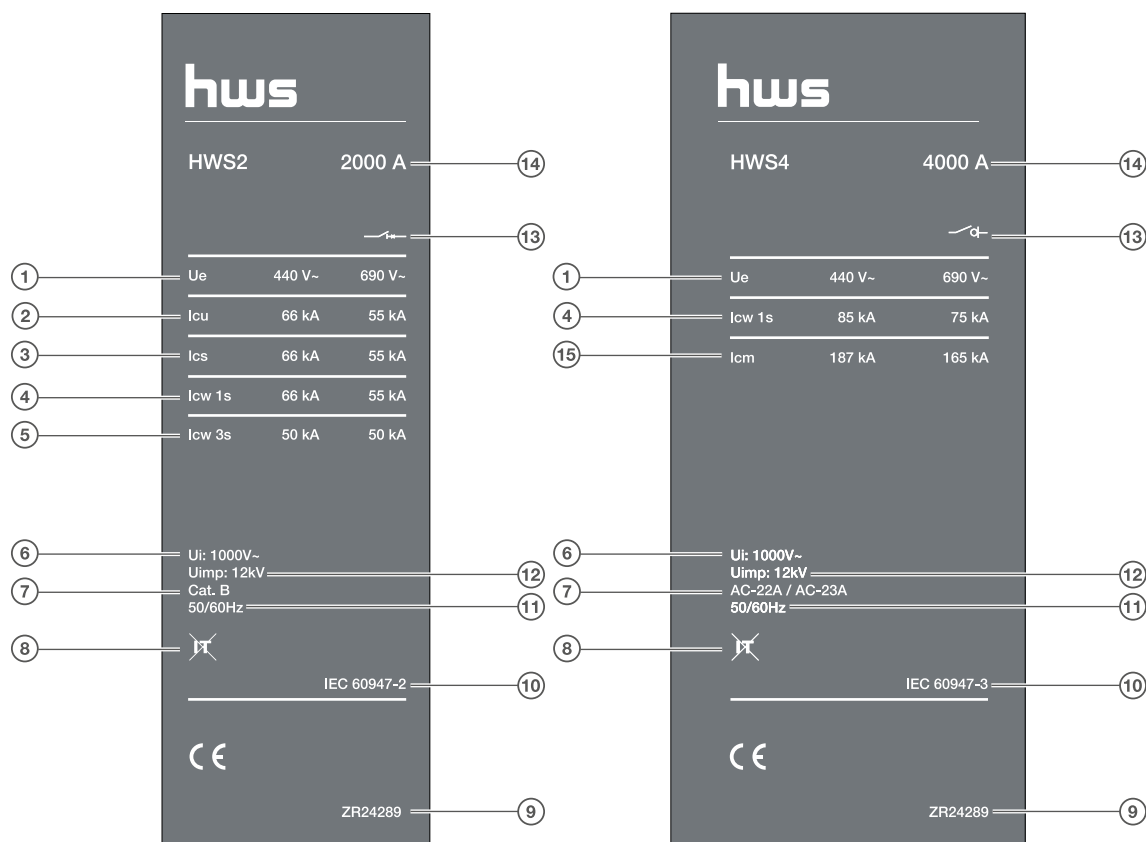 hws
HWS2 2000 A 14
13
1 Ue 440 V~ 690 V~
2 Icu 66 kA 55 kA
3 Ics 66 kA 55 kA
4 Icw 1s 66 kA 55 kA
5 Icw 3s 50 kA 50 kA
6 Ui: 1000V~
Uimp: 12kV 12
7 Cat. B
50/60Hz 11
8 IT
IEC 60947-2 10
CE
ZR24289 9
hws
HWS4 4000 A 14
13
1 Ue 440 V~ 690 V~
4 Icw 1s 85 kA 75 kA
15 Icm 187 kA 165 kA
6 Ui: 1000V~
Uimp: 12kV 12
7 AC-22A / AC-23A
50/60Hz 11
8 IT
IEC 60947-3 10
CE
ZR24289 9